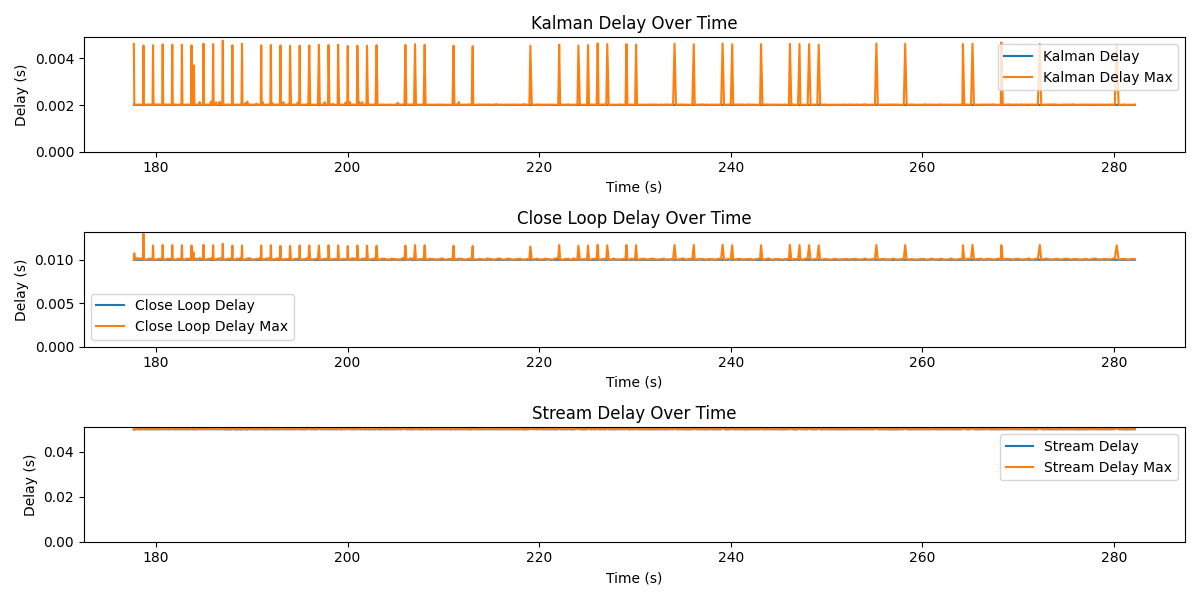 Kalman Delay Over Time
Delay (s)
0.004
0.002
0.000
Kalman Delay
Kalman Delay Max
180 200 220 240 260 280
Time (s)
Close Loop Delay Over Time
Delay (s)
0.010
0.005
0.000
Close Loop Delay
Close Loop Delay Max
180 200 220 240 260 280
Time (s)
Stream Delay Over Time
Delay (s)
0.04
0.02
0.00
Stream Delay
Stream Delay Max
180 200 220 240 260 280
Time (s)